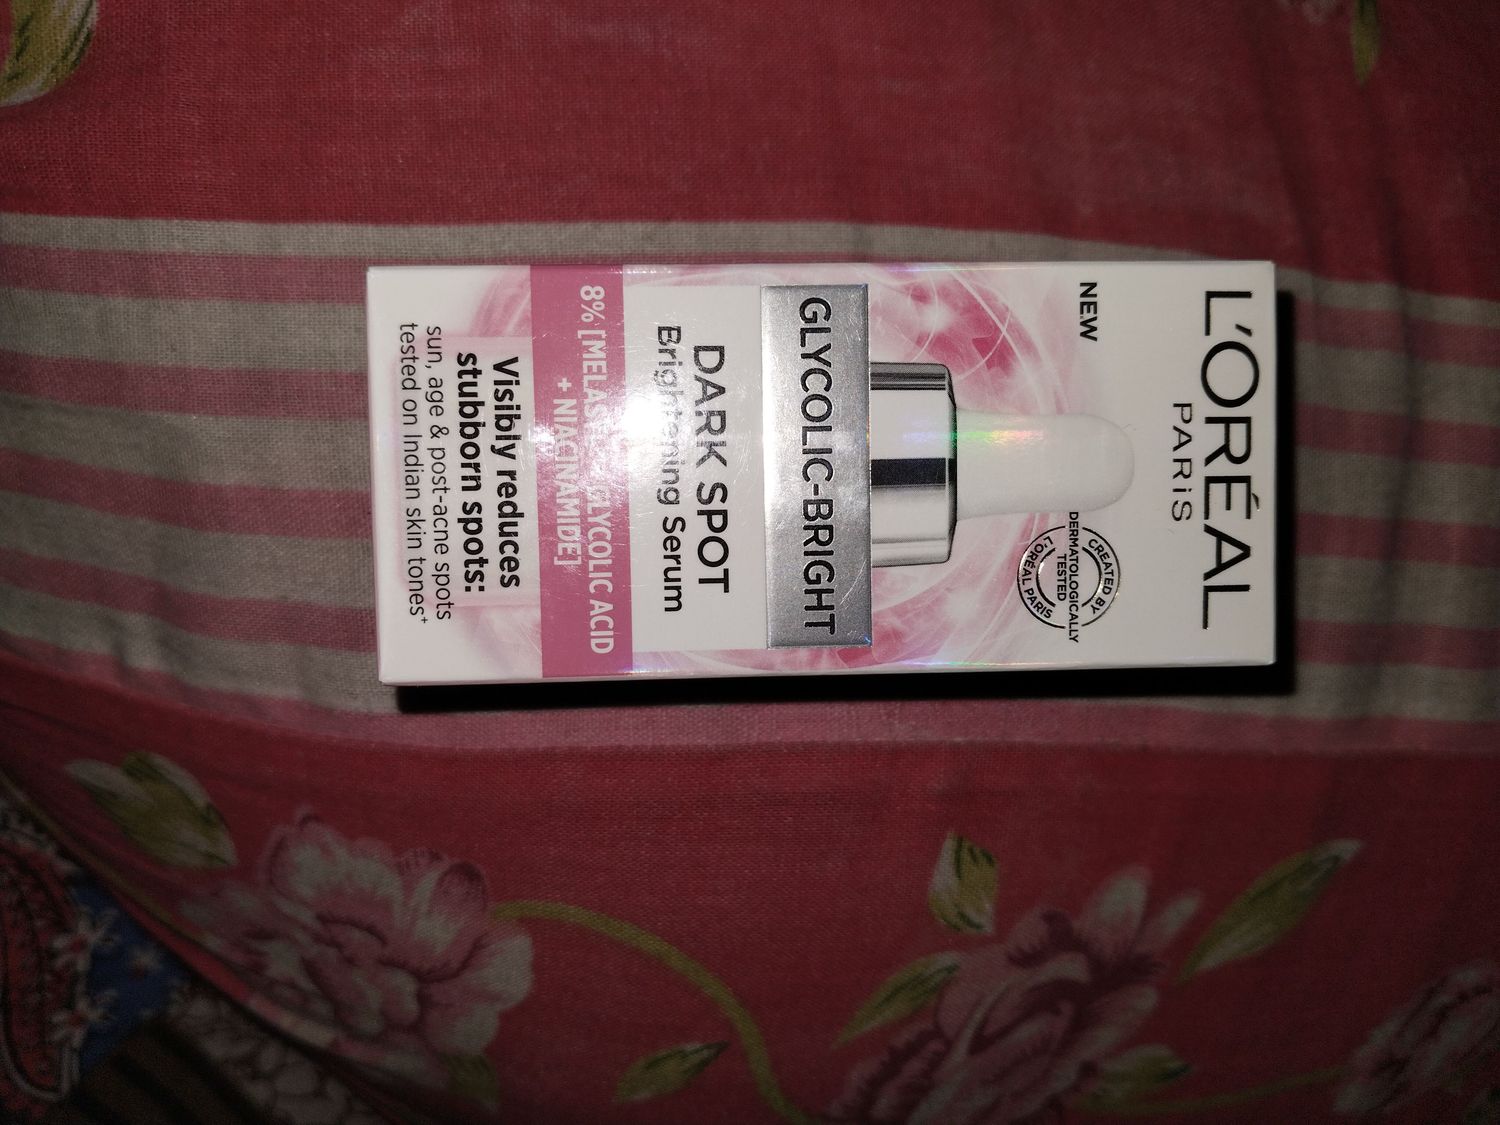 L'ORÉAL
PARIS
NEW
CREATED BY
DERMATOLOGICALLY
TESTED
L'ORÉAL PARIS
GLYCOLIC-BRIGHT
DARK SPOT
Brightening Serum
8% [GLYCOLIC ACID
+ NIACINAMIDE]
Visibly reduces
stubborn spots:
sun, age & post-acne spots
tested on Indian skin tones+